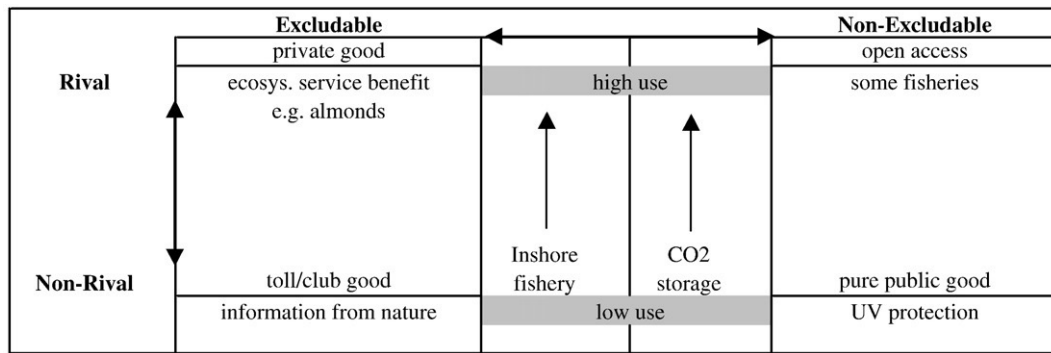 Excludable Non-Excludable
private good open access
Rival ecosys. service benefit high use some fisheries
e.g. almonds
Inshore CO2
Non-Rival toll/club good fishery storage pure public good
information from nature low use UV protection